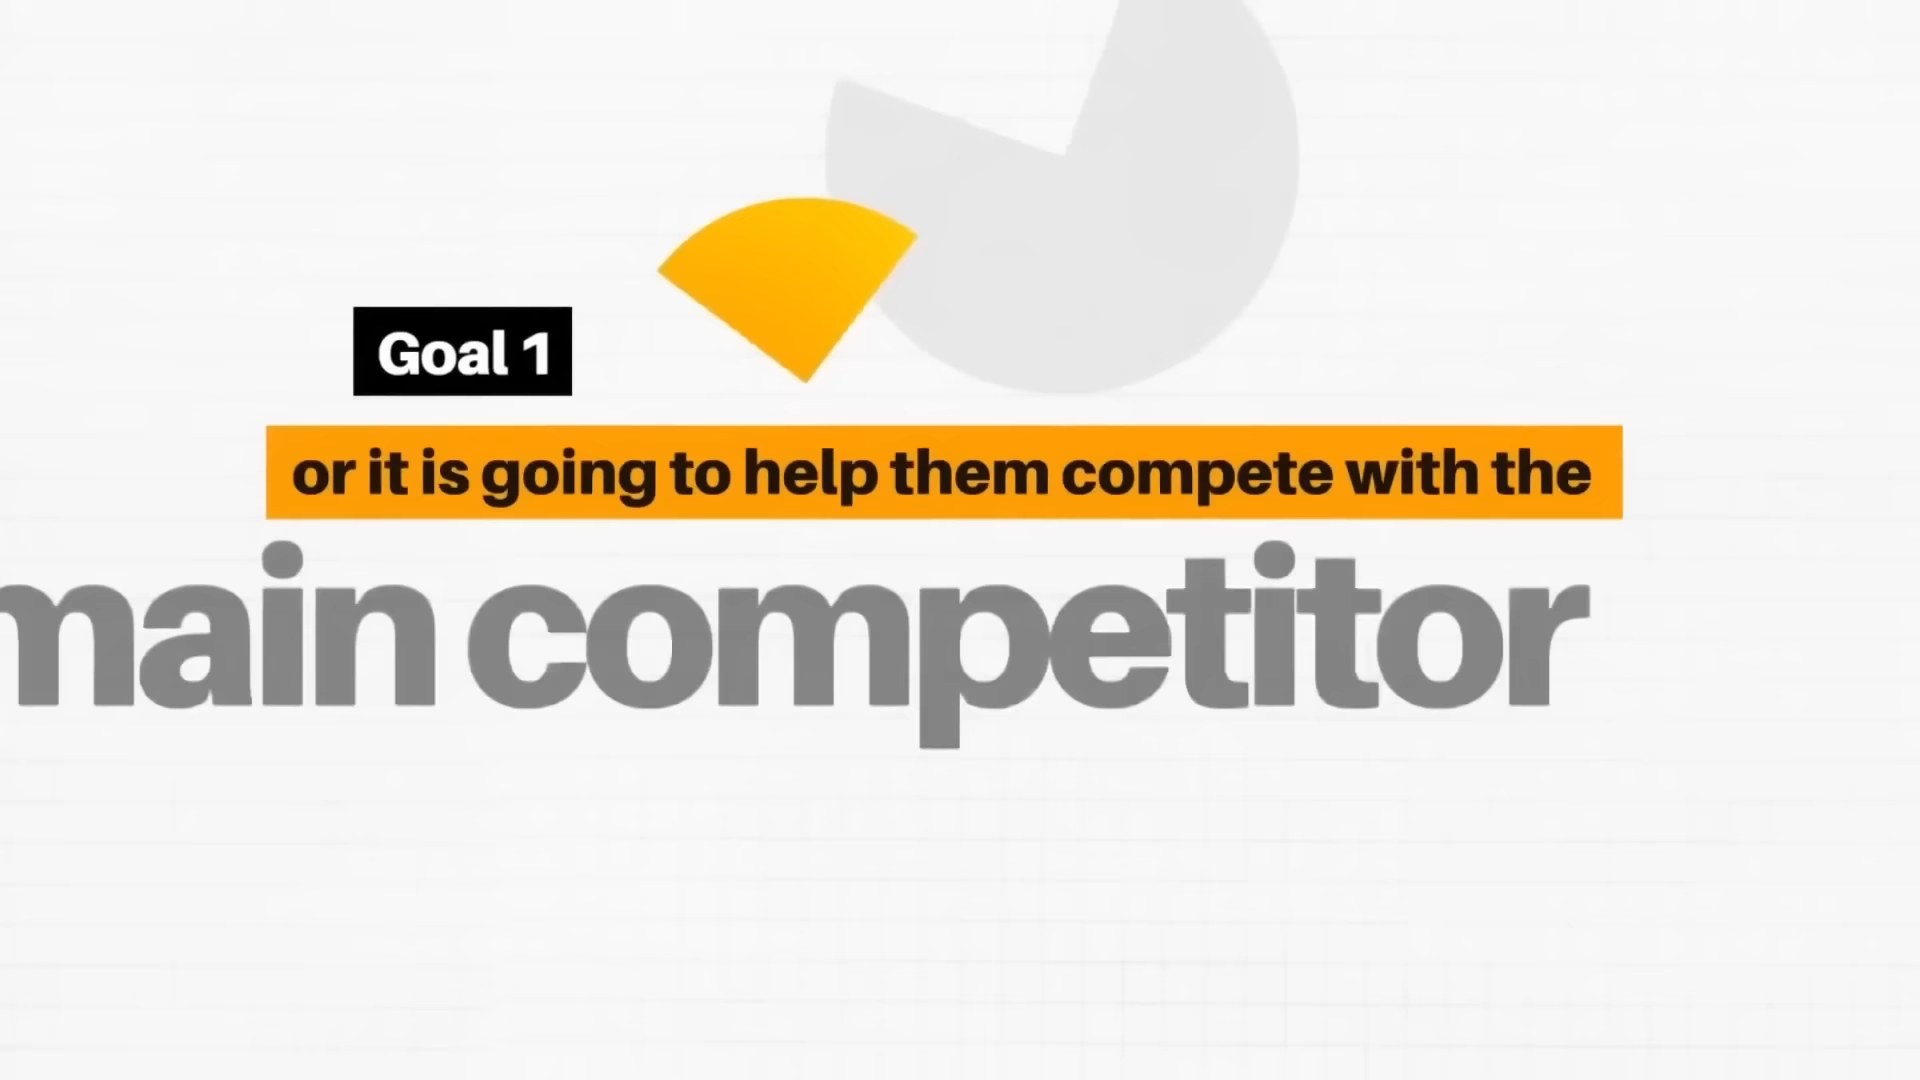 Goal 1
or it is going to help them compete with the
main competitor